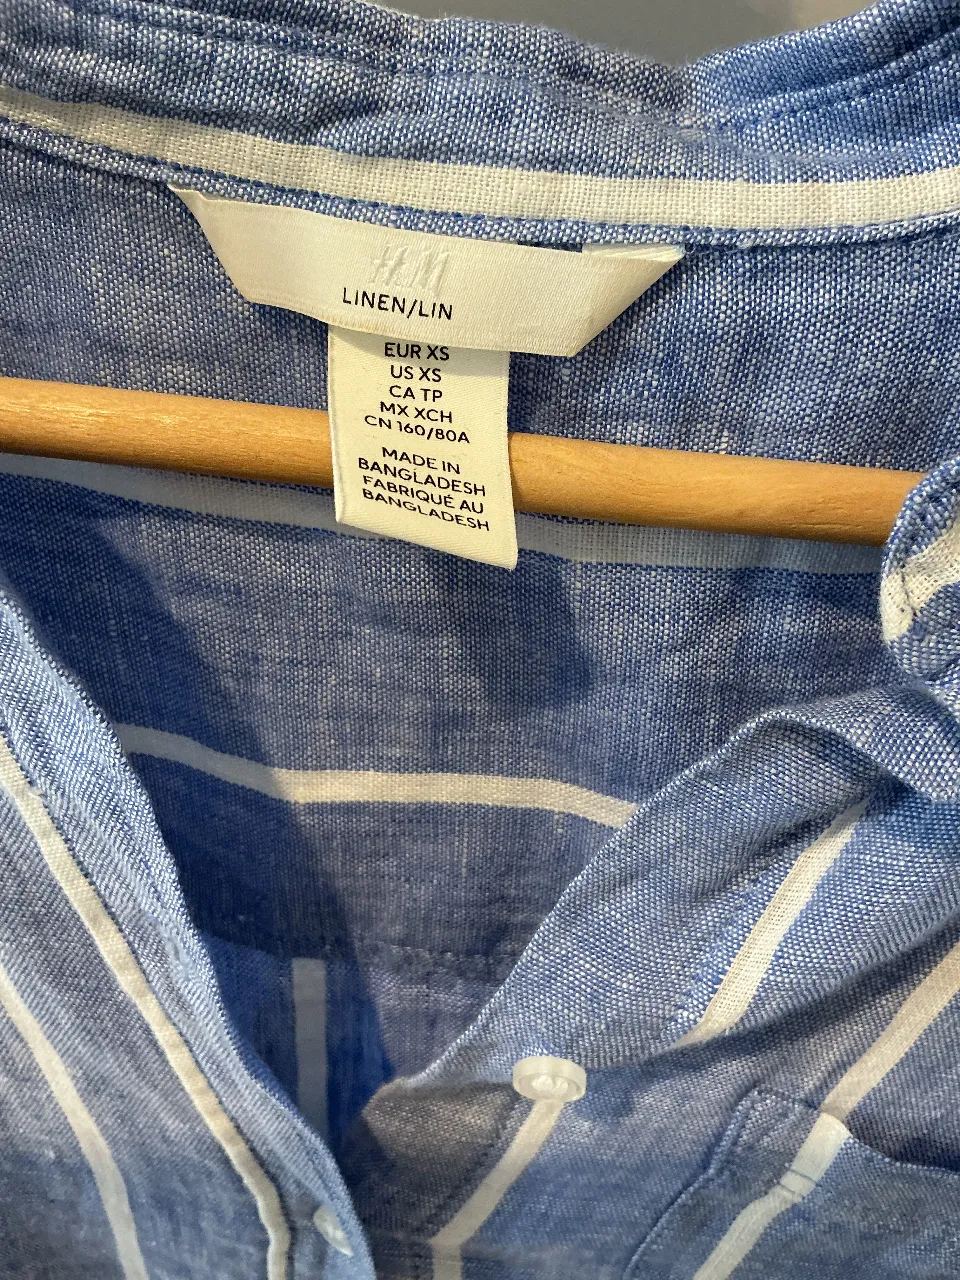 H&M
LINEN/LIN
EUR XS
US XS
CA TP
MX XCH
CN 160/80A
MADE IN
BANGLADESH
FABRIQUÉ AU
BANGLADESH